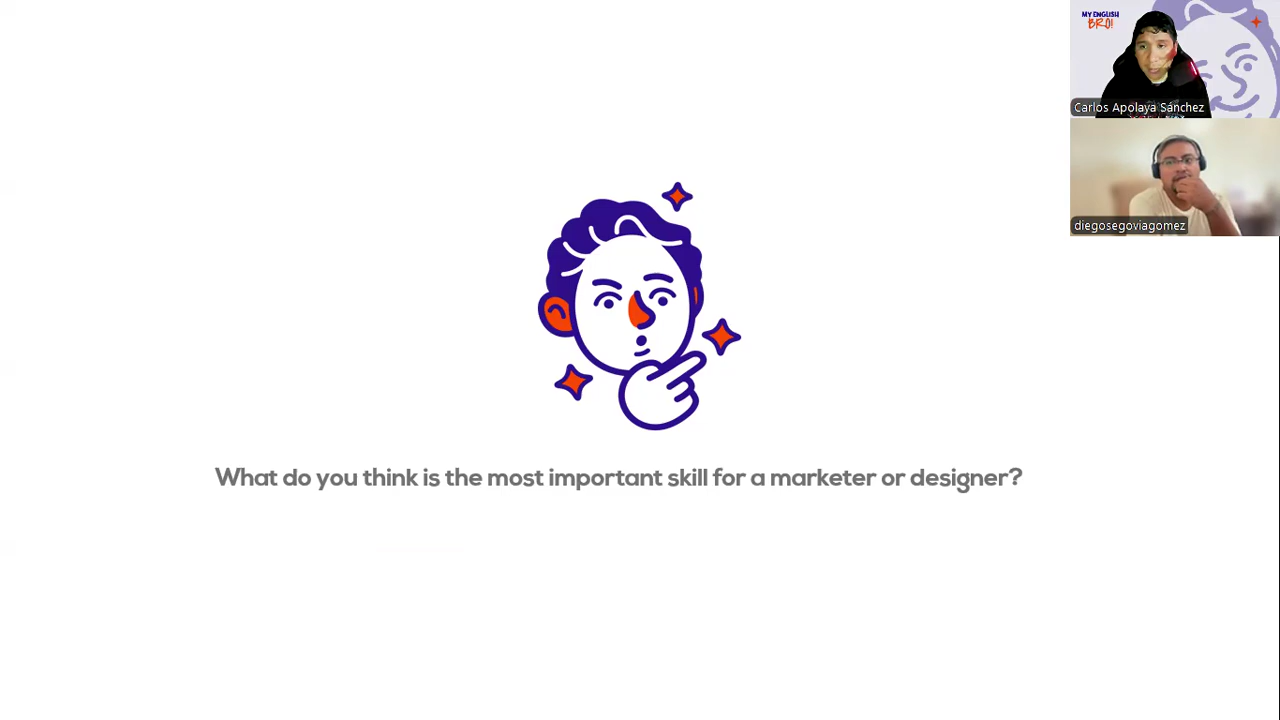 MY ENGLISH
BRO!
Carlos Apolaya Sánchez
diegosegoviagomez
What do you think is the most important skill for a marketer or designer?